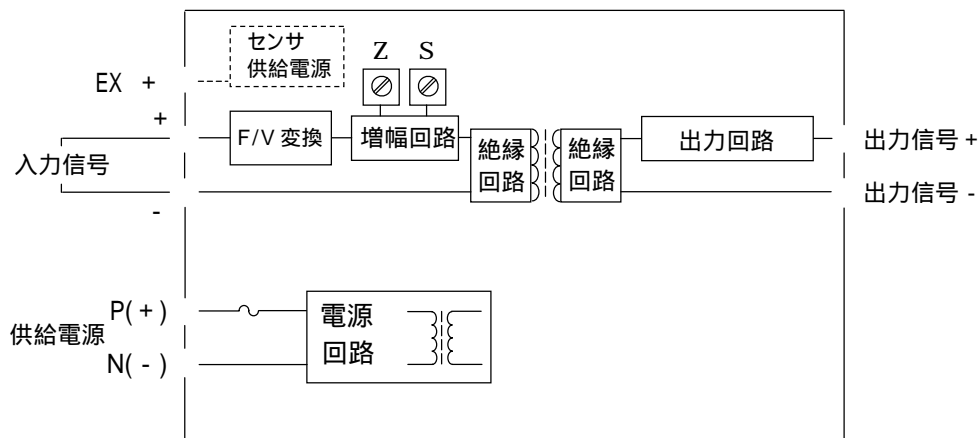 センサ
供給電源
Z S
EX +
+
F/V 変換
増幅回路
絶縁
回路
絶縁
回路
出力回路
出力信号 +
入力信号
-
出力信号 -
P( + )
供給電源
N( - )
電源
回路